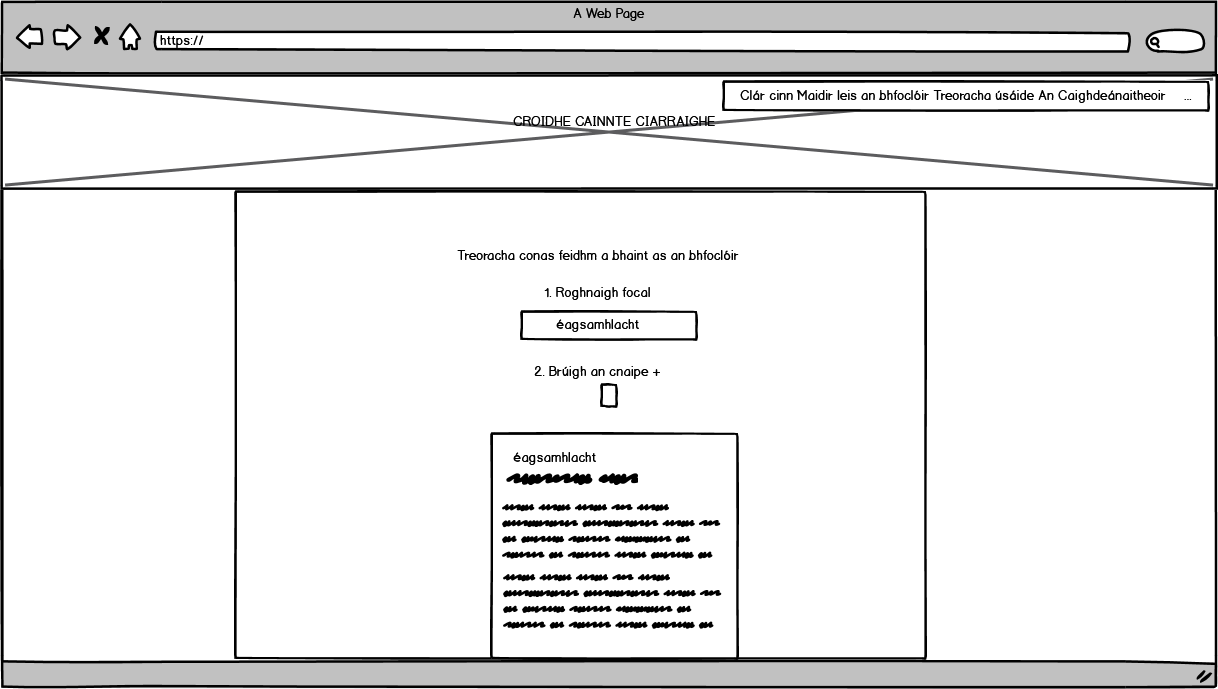 A Web Page
https://
Clár cinn Maidir leis an bhfoclóir Treoracha úsáide An Caighdeánaitheoir ...
CROIDHE CAINNTE CIARRAIGHE
Treoracha conas feidhm a bhaint as an bhfoclóir
1. Roghnaigh focal
éagsamhlacht
2. Brúigh an cnaipe +
éagsamhlacht